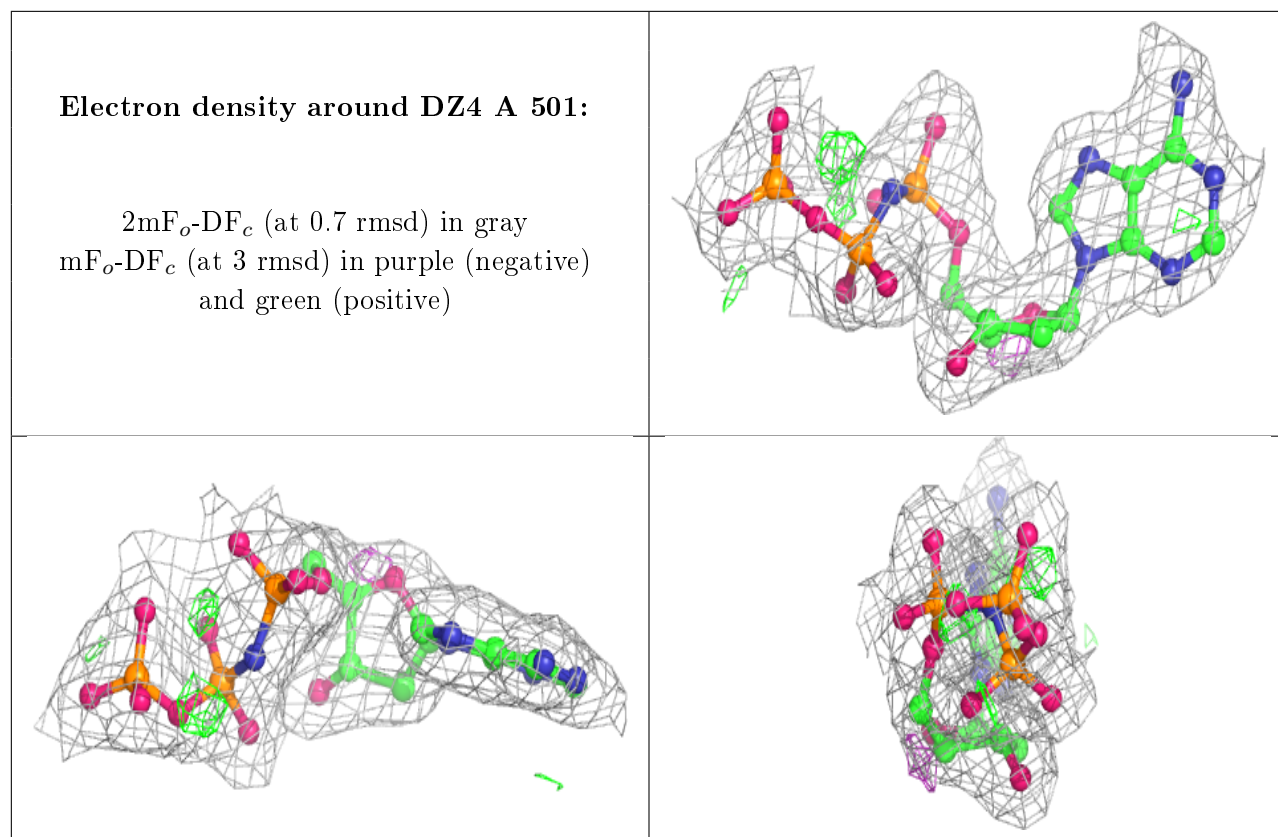 Electron density around DZ4 A 501:
2mFo-DFc (at 0.7 rmsd) in gray
mFo-DFc (at 3 rmsd) in purple (negative)
and green (positive)